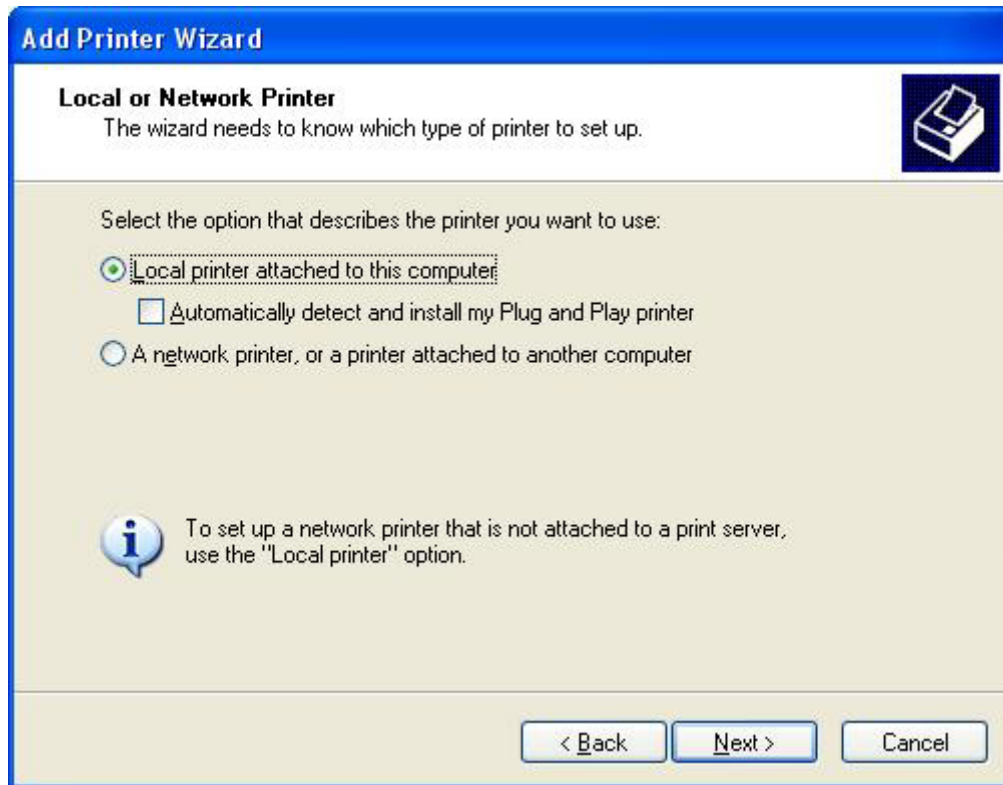 Add Printer Wizard
Local or Network Printer
The wizard needs to know which type of printer to set up.
Select the option that describes the printer you want to use:
Local printer attached to this computer
Automatically detect and install my Plug and Play printer
A network printer, or a printer attached to another computer
To set up a network printer that is not attached to a print server,
use the "Local printer" option.
< Back Next > Cancel